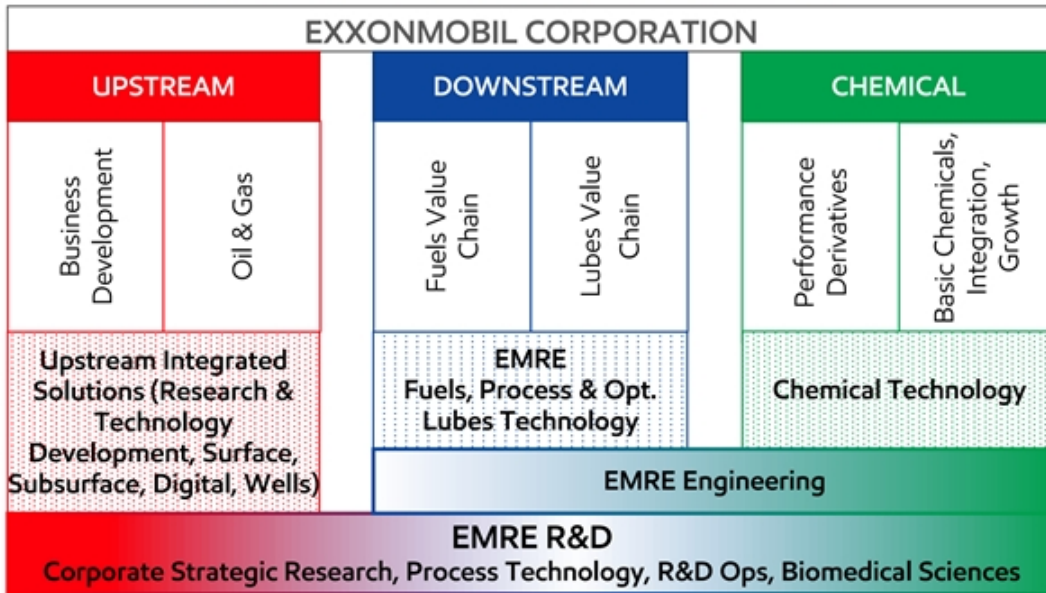 EXXONMOBIL CORPORATION
UPSTREAM
DOWNSTREAM
CHEMICAL
Business
Development
Oil & Gas
Fuels Value
Chain
Lubes Value
Chain
Performance
Derivatives
Basic Chemicals,
Integration,
Growth
Upstream Integrated
Solutions (Research &
Technology
Development, Surface,
Subsurface, Digital, Wells)
EMRE
Fuels, Process & Opt.
Lubes Technology
Chemical Technology
EMRE Engineering
EMRE R&D
Corporate Strategic Research, Process Technology, R&D Ops, Biomedical Sciences